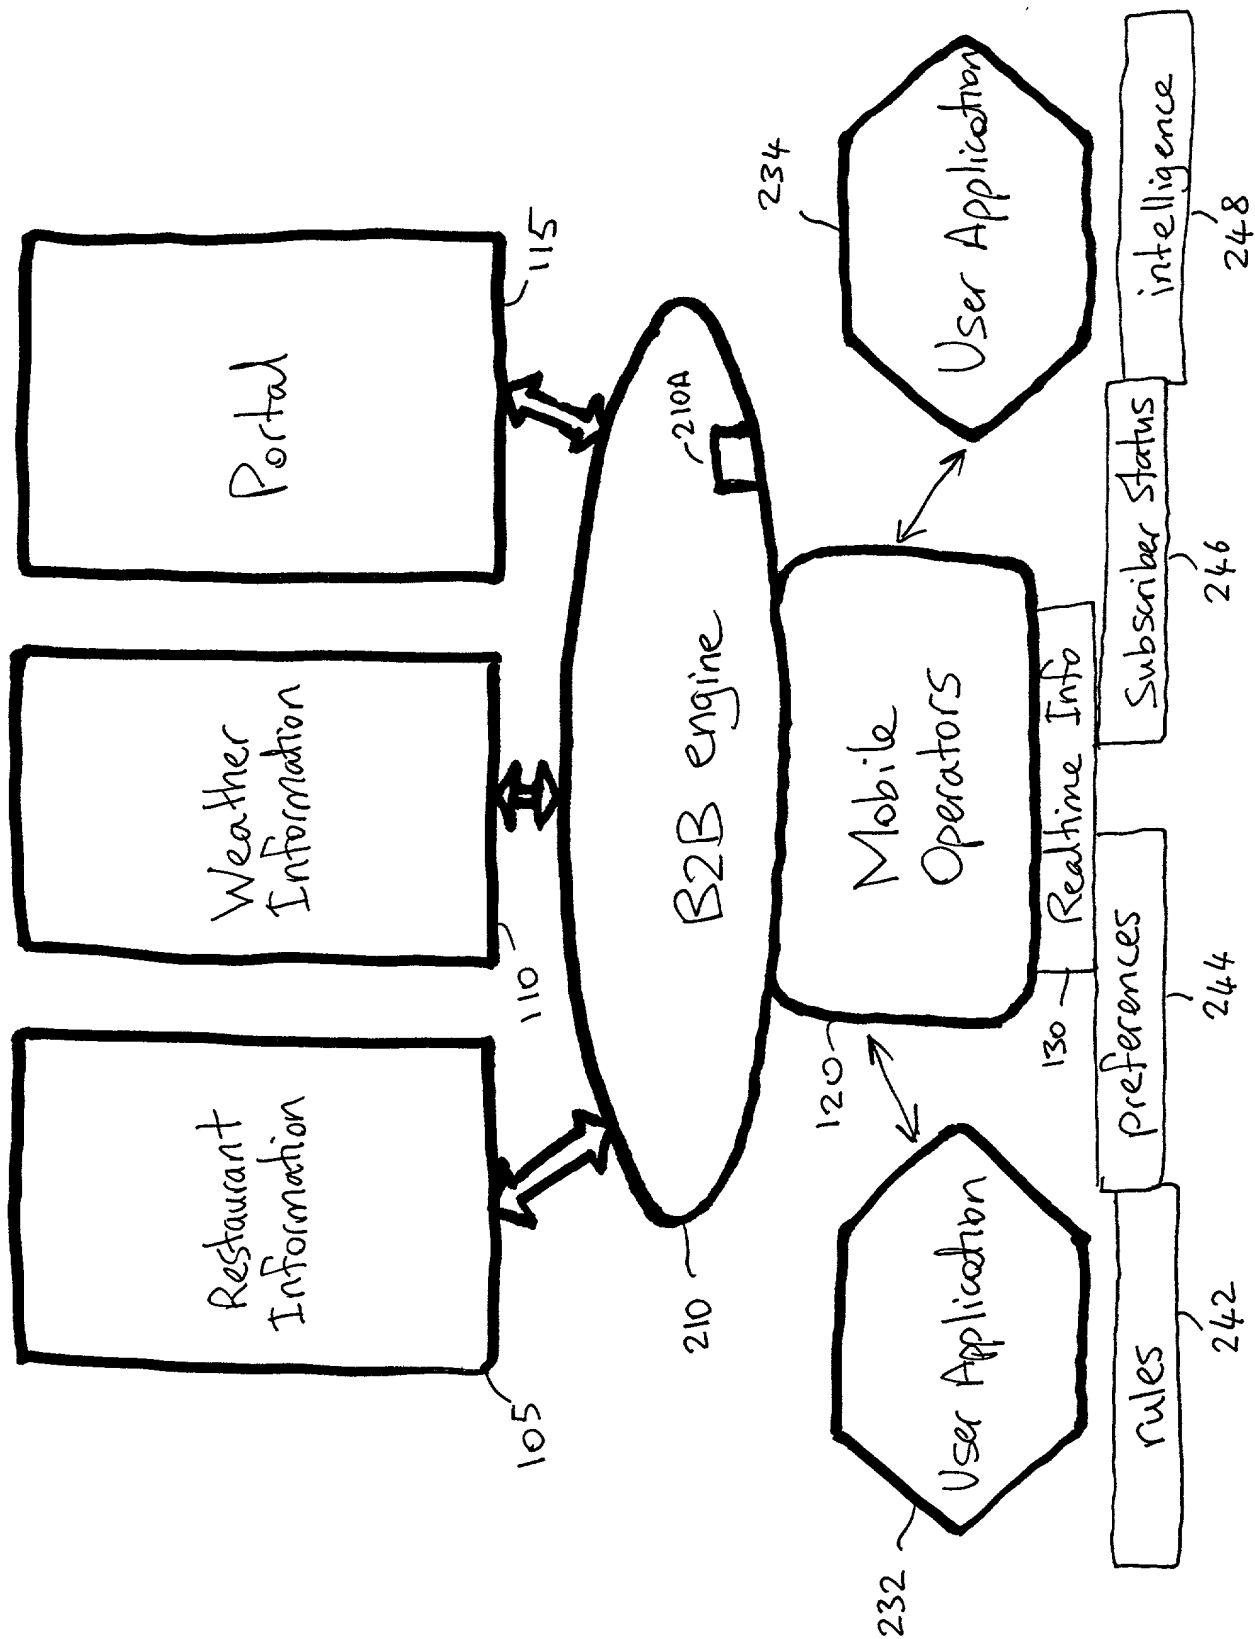 Restaurant
Information
105
Weather
Information
110
Portal
115
B2B engine
210
210A
Mobile
Operators
120
Realtime Info
130
User Application
232
User Application
234
rules
242
preferences
244
Subscriber Status
246
intelligence
248